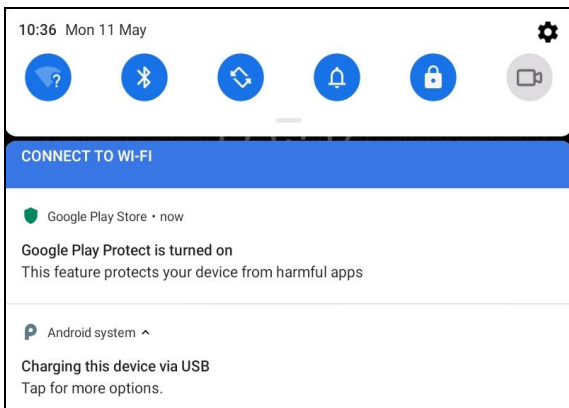 10:36 Mon 11 May
?
CONNECT TO WI-FI
Google Play Store • now
Google Play Protect is turned on
This feature protects your device from harmful apps
Android system
Charging this device via USB
Tap for more options.